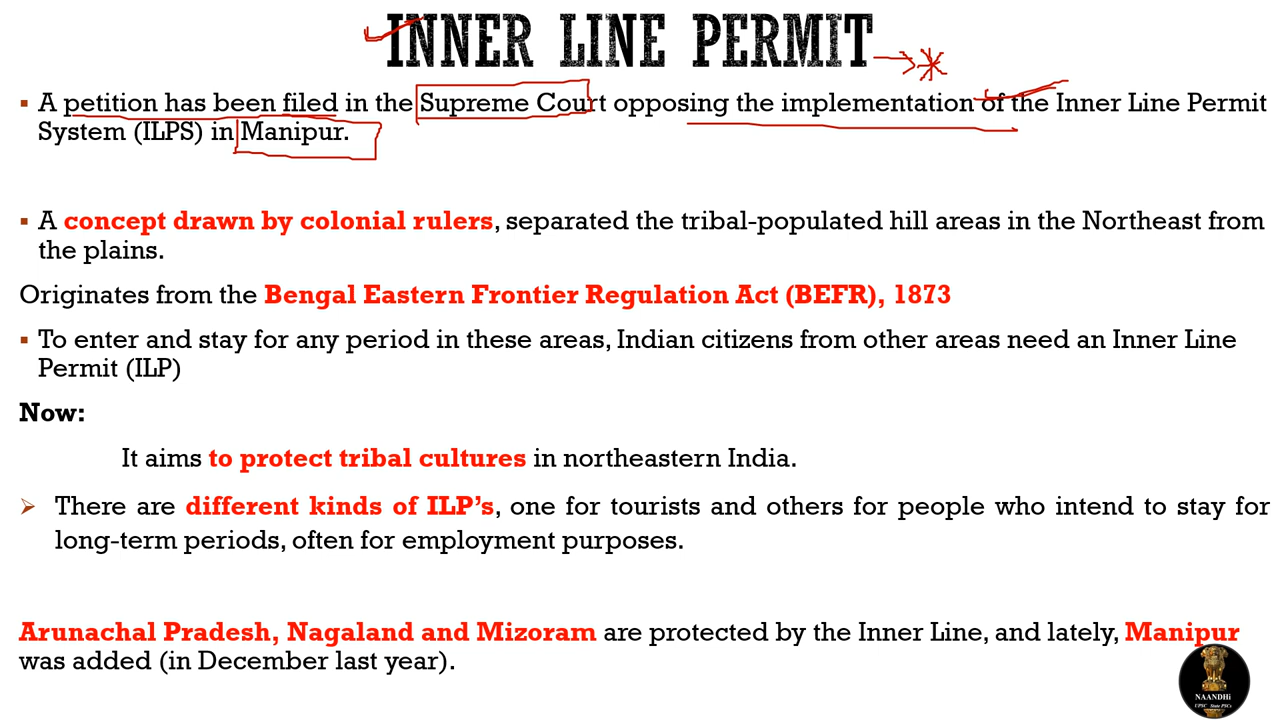 INNER LINE PERMIT
▪ A petition has been filed in the Supreme Court opposing the implementation of the Inner Line Permit
System (ILPS) in Manipur.
▪ A concept drawn by colonial rulers, separated the tribal-populated hill areas in the Northeast from
the plains.
Originates from the Bengal Eastern Frontier Regulation Act (BEFR), 1873
▪ To enter and stay for any period in these areas, Indian citizens from other areas need an Inner Line
Permit (ILP)
Now:
It aims to protect tribal cultures in northeastern India.
➢ There are different kinds of ILP's, one for tourists and others for people who intend to stay for
long-term periods, often for employment purposes.
Arunachal Pradesh, Nagaland and Mizoram are protected by the Inner Line, and lately, Manipur
was added (in December last year).
NAANDHi
UPSC State PSCs